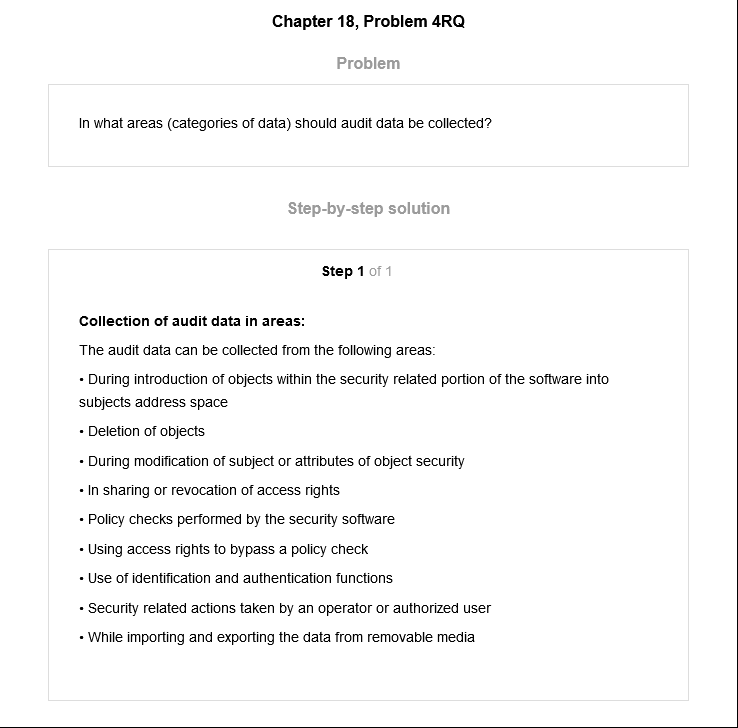 Chapter 18, Problem 4RQ
Problem
In what areas (categories of data) should audit data be collected?
Step-by-step solution
Step 1 of 1
Collection of audit data in areas:
The audit data can be collected from the following areas:
• During introduction of objects within the security related portion of the software into
subjects address space
• Deletion of objects
• During modification of subject or attributes of object security
• In sharing or revocation of access rights
• Policy checks performed by the security software
• Using access rights to bypass a policy check
• Use of identification and authentication functions
• Security related actions taken by an operator or authorized user
• While importing and exporting the data from removable media